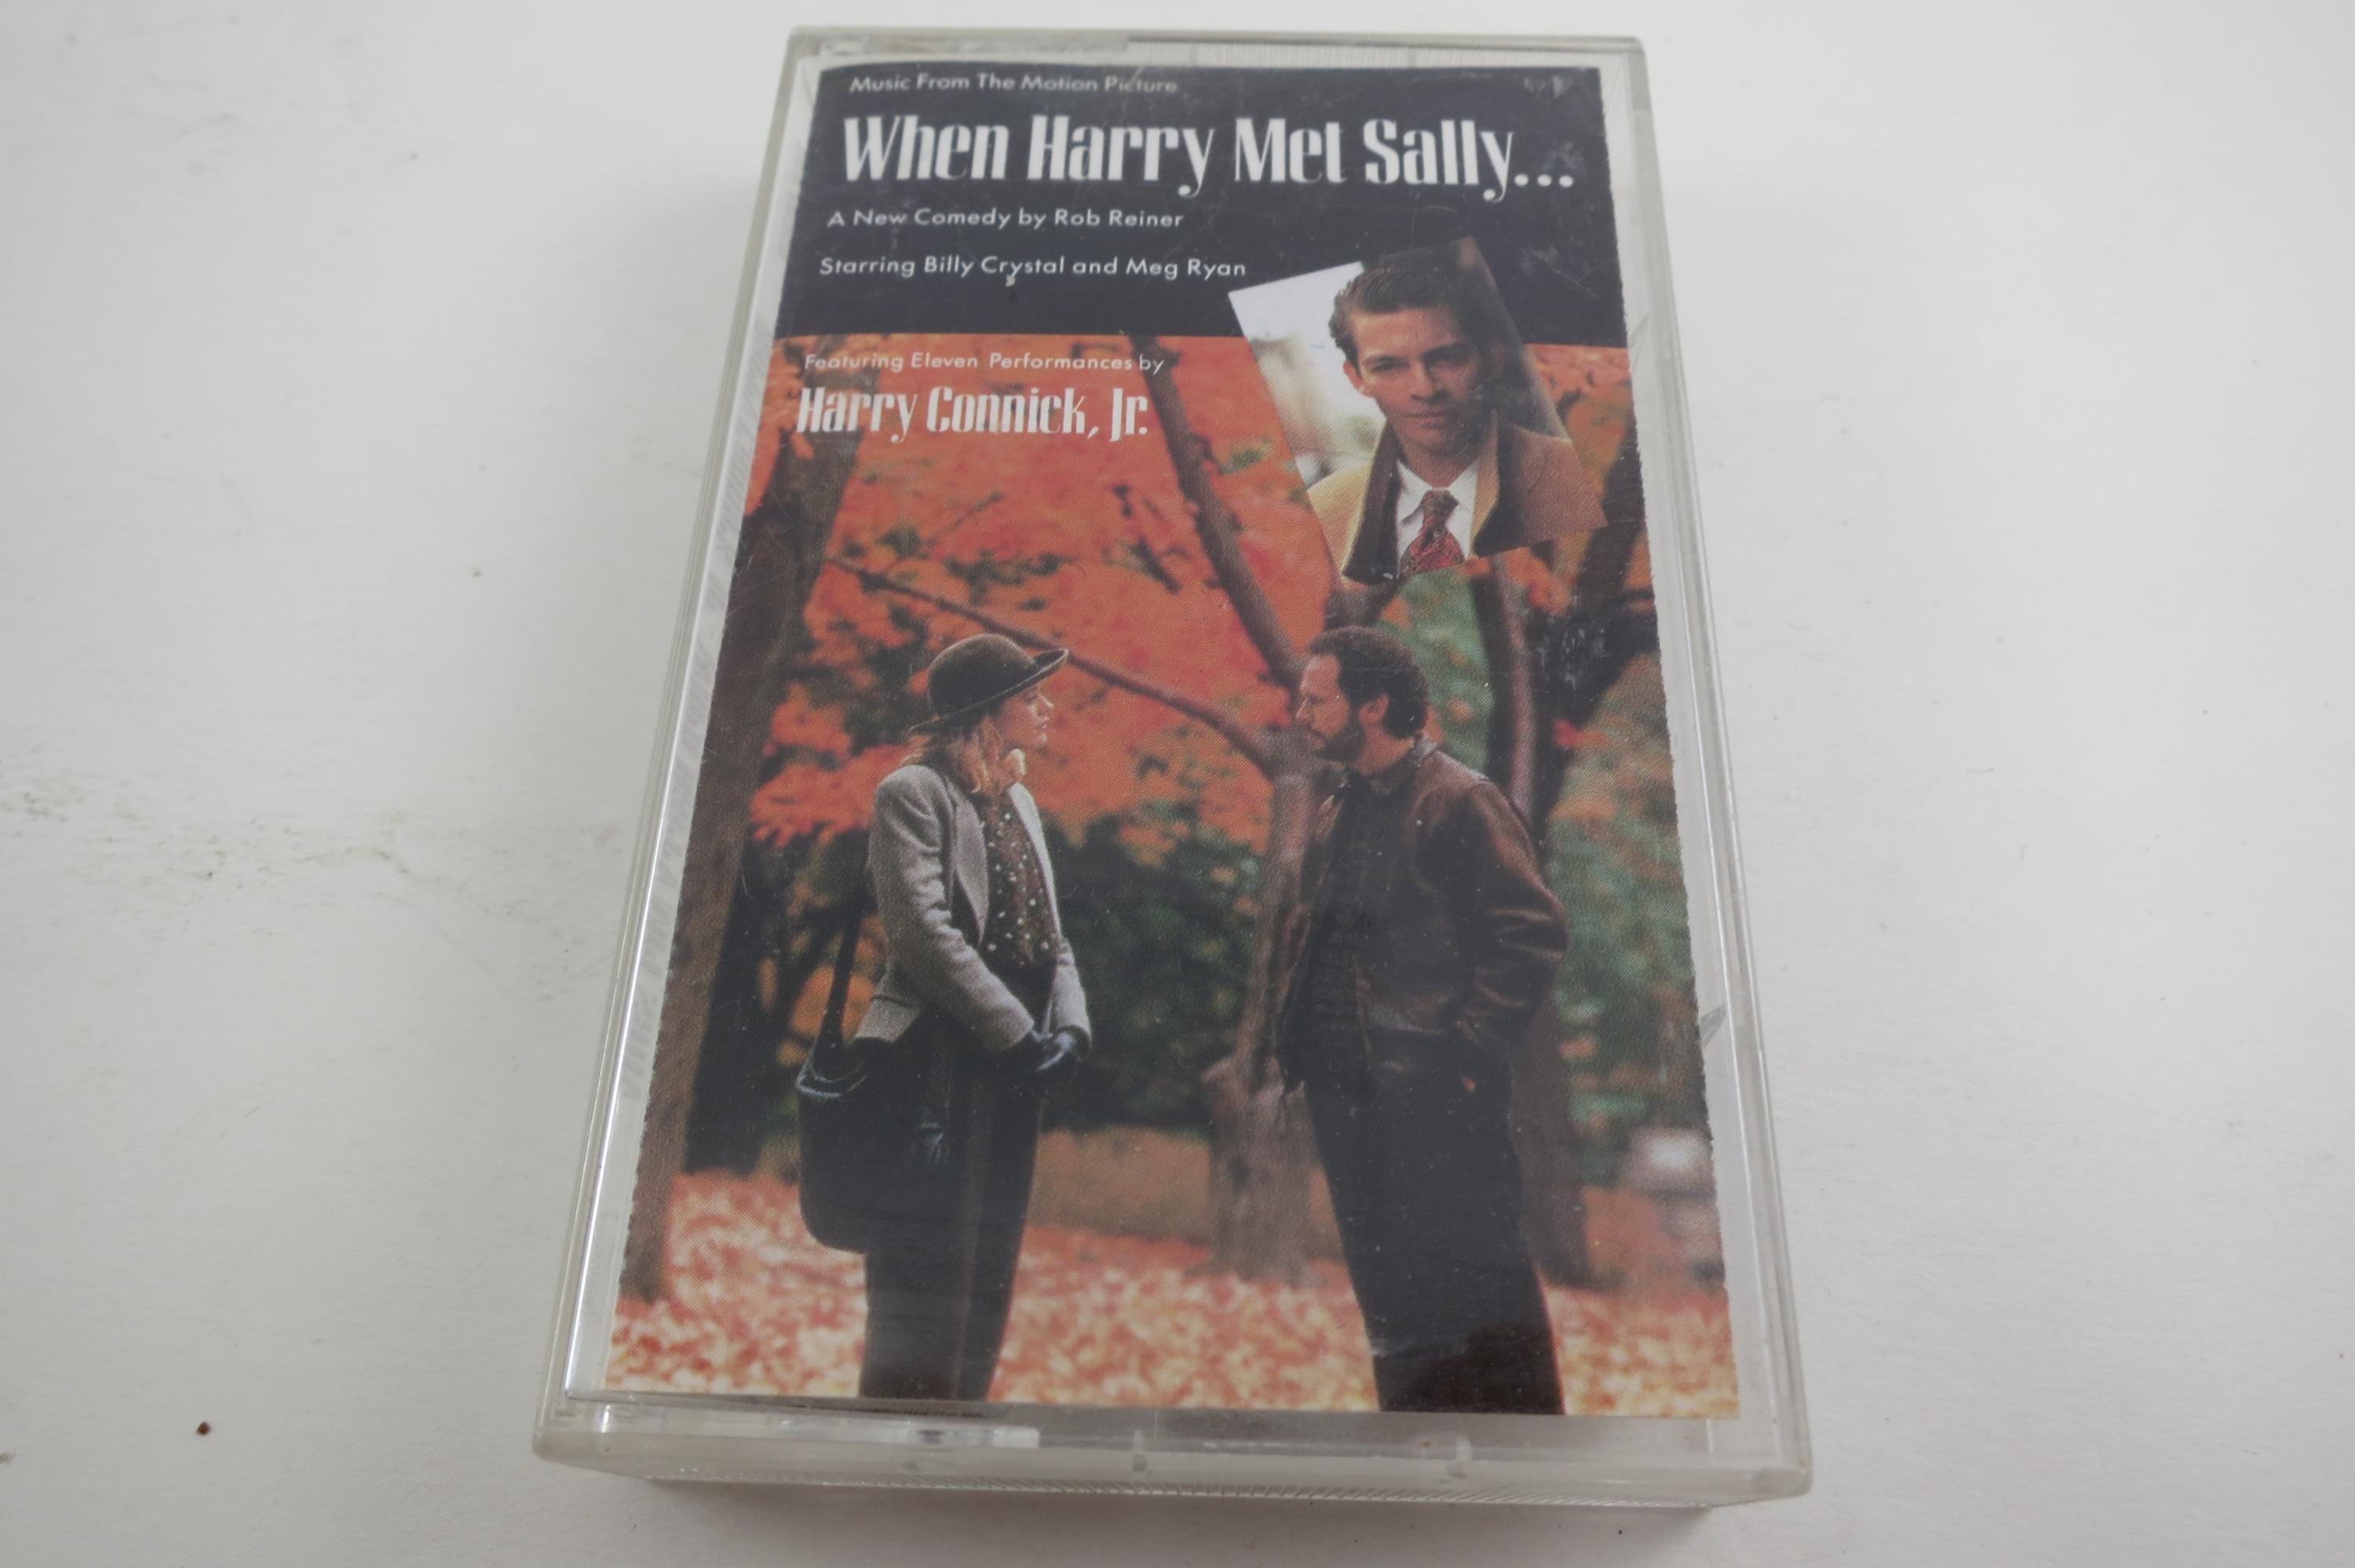 Music From The Motion Picture
When Harry Met Sally...
A New Comedy by Rob Reiner
Starring Billy Crystal and Meg Ryan
Featuring Eleven Performances by
Harry Connick, Jr.